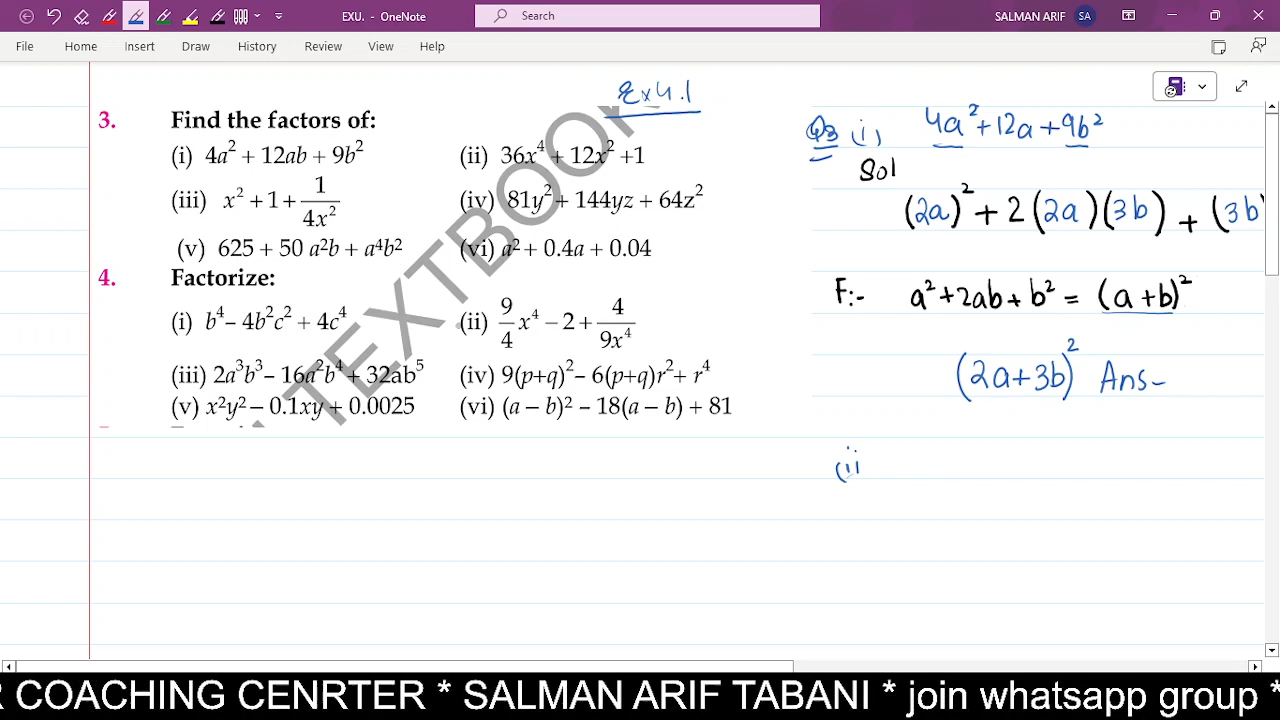 EXU. - OneNote
Search
SALMAN ARIF
SA
File Home Insert Draw History Review View Help
Ex 4.1
3. Find the factors of:
(i) 4a² + 12ab + 9b² (ii) 36x⁴ + 12x² +1
(iii) x² + 1 + 1/4x² (iv) 81y² + 144yz + 64z²
(v) 625 + 50 a²b + a⁴b² (vi) a² + 0.4a + 0.04
4. Factorize:
(i) b⁴ – 4b²c² + 4c⁴ (ii) 9/4 x⁴ – 2 + 4/9x⁴
(iii) 2a³b³ – 16a²b⁴ + 32ab⁵ (iv) 9(p+q)² – 6(p+q)r² + r⁴
(v) x²y² – 0.1xy + 0.0025 (vi) (a – b)² – 18(a – b) + 81
TEXTBOOK
Q3 (i) 4a² + 12a + 9b²
Sol
(2a)² + 2(2a)(3b) + (3b
F:- a² + 2ab + b² = (a + b)²
(2a+3b)² Ans-
(ii
R COACHING CENRTER * SALMAN ARIF TABANI * join whatsapp group *